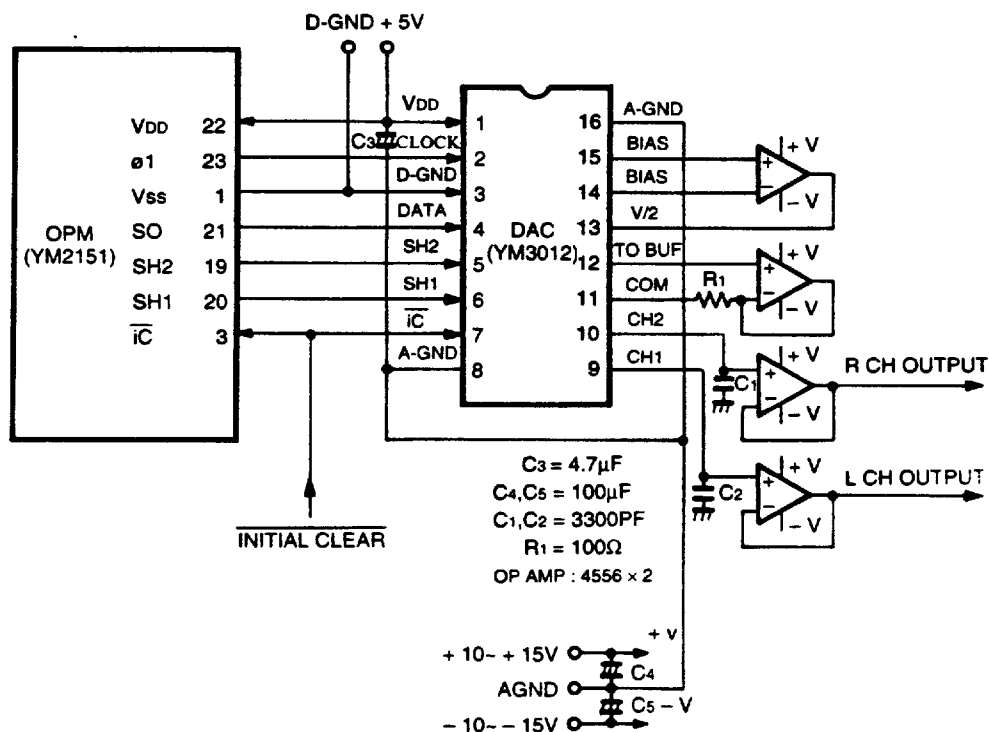 D-GND + 5V
OPM
(YM2151)
VDD 22
ø1 23
Vss 1
SO 21
SH2 19
SH1 20
iC 3
VDD
C3 CLOCK
D-GND
DATA
SH2
SH1
iC
A-GND
1
2
3
4
5
6
7
8
DAC
(YM3012)
16
15
14
13
12
11
10
9
A-GND
BIAS
BIAS
V/2
TO BUF
COM
CH2
CH1
R1
C1
C2
+ V
- V
+ V
- V
+ V
- V
+ V
- V
R CH OUTPUT
L CH OUTPUT
INITIAL CLEAR
C3 = 4.7µF
C4,C5 = 100µF
C1,C2 = 3300PF
R1 = 100Ω
OP AMP : 4556 × 2
+ v
+ 10~ + 15V
C4
AGND
C5 - V
- 10~ - 15V